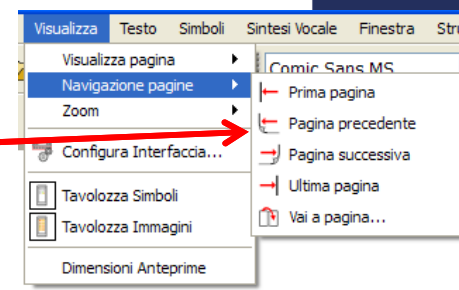 Visualizza Testo Simboli Sintesi Vocale Finestra
Visualizza pagina
Comic Sans MS
Navigazione pagine
Prima pagina
Zoom
Pagina precedente
Configura Interfaccia...
Pagina successiva
Tavolozza Simboli
Ultima pagina
Tavolozza Immagini
Vai a pagina...
Dimensioni Anteprime